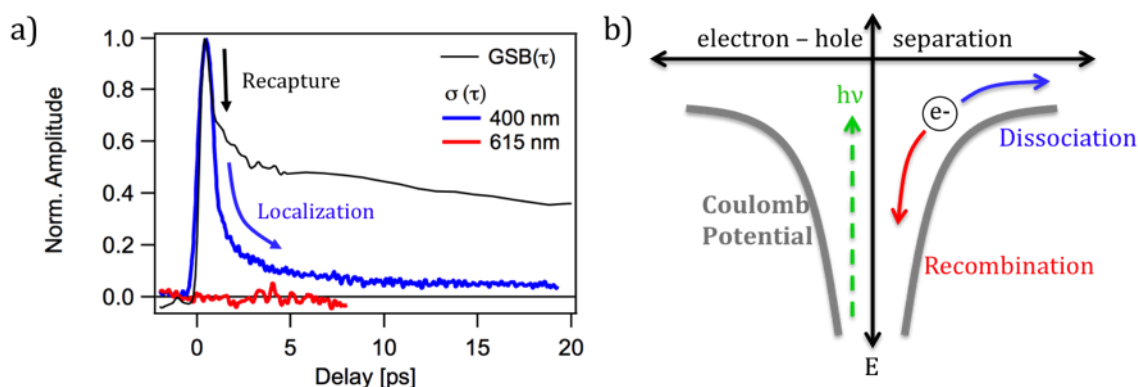 a)
Norm. Amplitude
1.0
0.8
0.6
0.4
0.2
0.0
Recapture
GSB(τ)
σ (τ)
400 nm
615 nm
Localization
0
5
10
15
20
Delay [ps]
b)
electron – hole
separation
hν
e-
Dissociation
Coulomb
Potential
Recombination
E